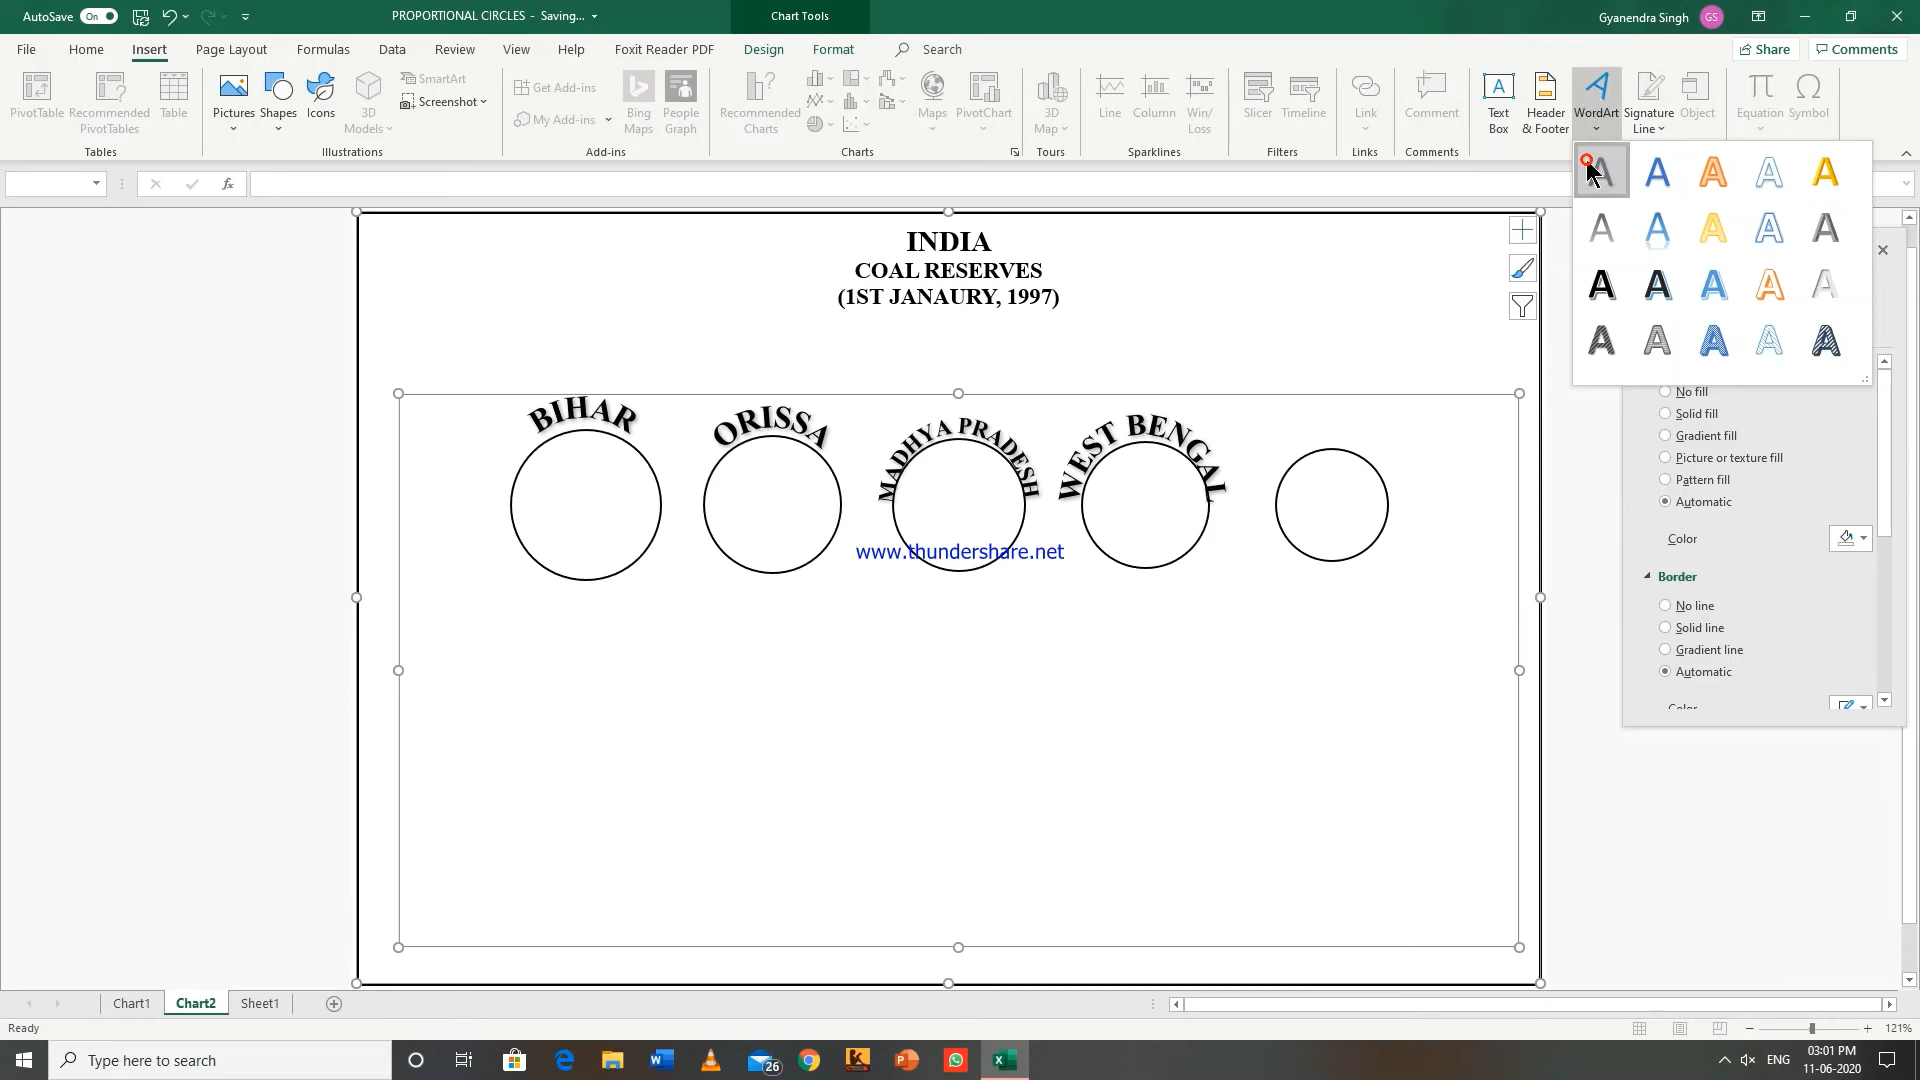 AutoSave On
PROPORTIONAL CIRCLES - Saving...
Chart Tools
Gyanendra Singh GS
File Home Insert Page Layout Formulas Data Review View Help Foxit Reader PDF Design Format Search Share Comments
PivotTable
Recommended PivotTables
Table
Tables
Pictures
Shapes
Icons
3D Models
SmartArt
Screenshot
Illustrations
Get Add-ins
My Add-ins
Bing Maps
People Graph
Add-ins
Recommended Charts
Maps
PivotChart
Charts
3D Map
Tours
Line
Column
Win/ Loss
Sparklines
Slicer
Timeline
Filters
Link
Links
Comment
Comments
Text Box
Header & Footer
WordArt
Signature Line
Object
Equation
Symbol
fx
INDIA
COAL RESERVES
(1ST JANAURY, 1997)
BIHAR
ORISSA
MADHYA PRADESH
WEST BENGAL
www.thundershare.net
No fill
Solid fill
Gradient fill
Picture or texture fill
Pattern fill
Automatic
Color
Border
No line
Solid line
Gradient line
Automatic
Color
Chart1 Chart2 Sheet1
Ready
121%
Type here to search
26
ENG
03:01 PM
11-06-2020